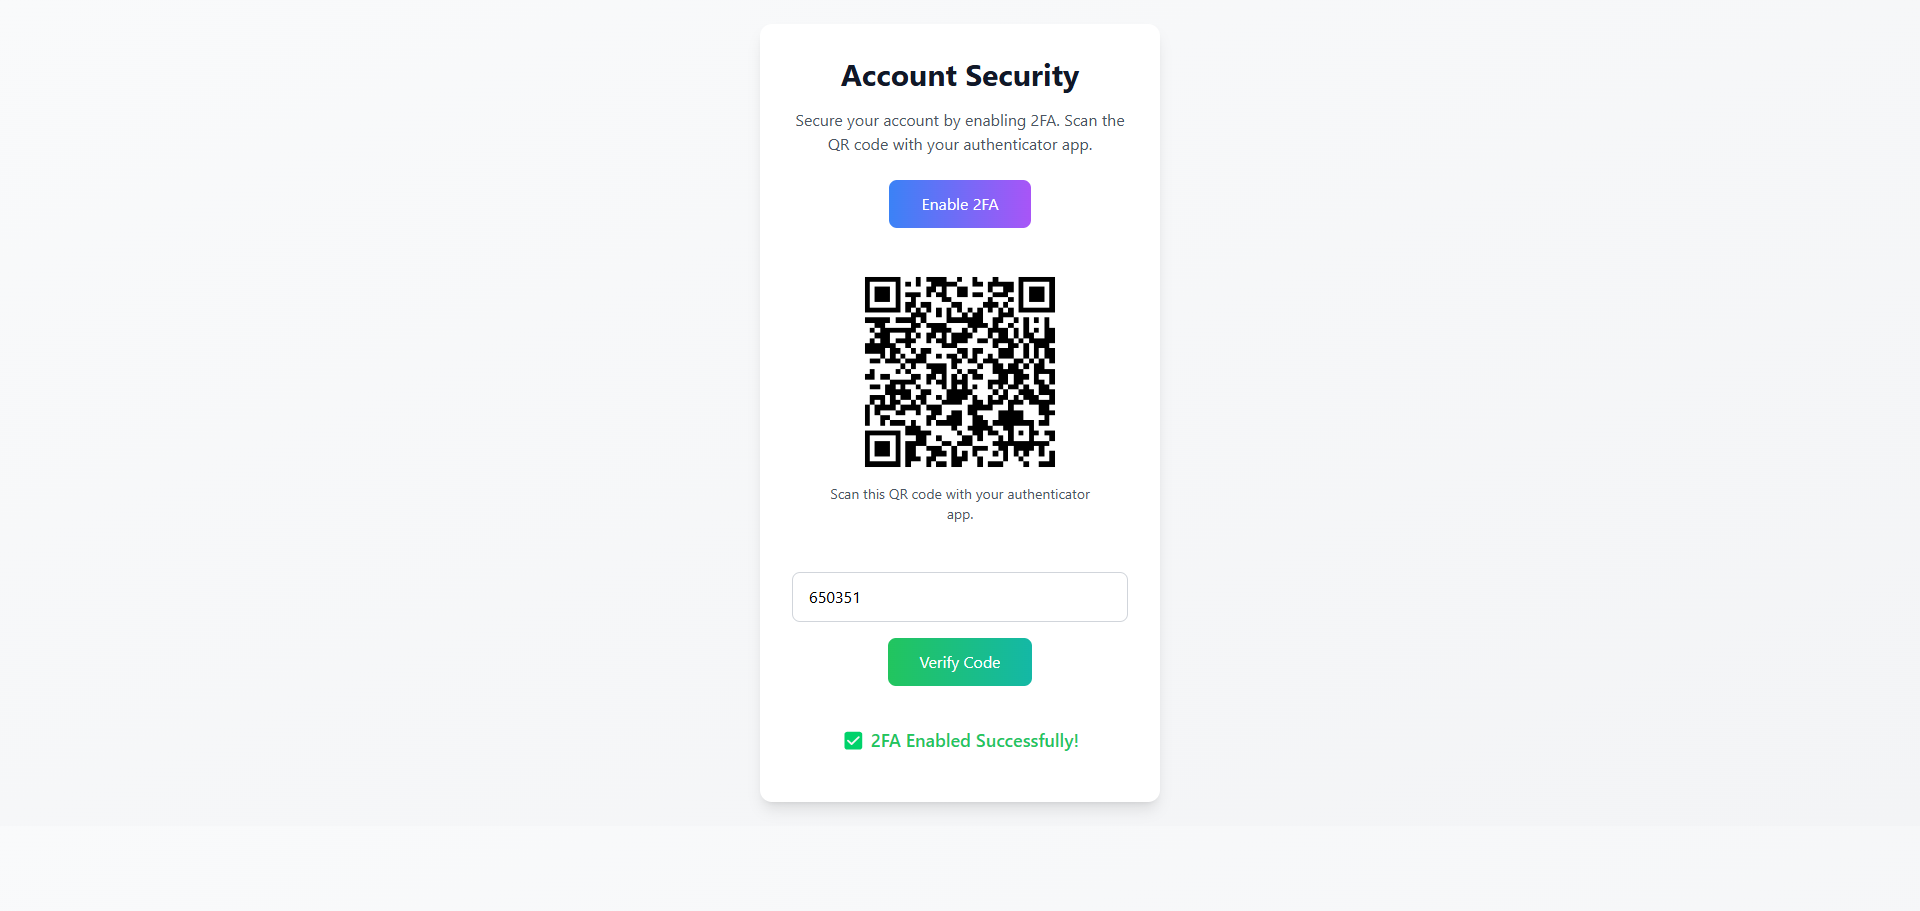 Account Security
Secure your account by enabling 2FA. Scan the
QR code with your authenticator app.
Enable 2FA
Scan this QR code with your authenticator
app.
650351
Verify Code
2FA Enabled Successfully!